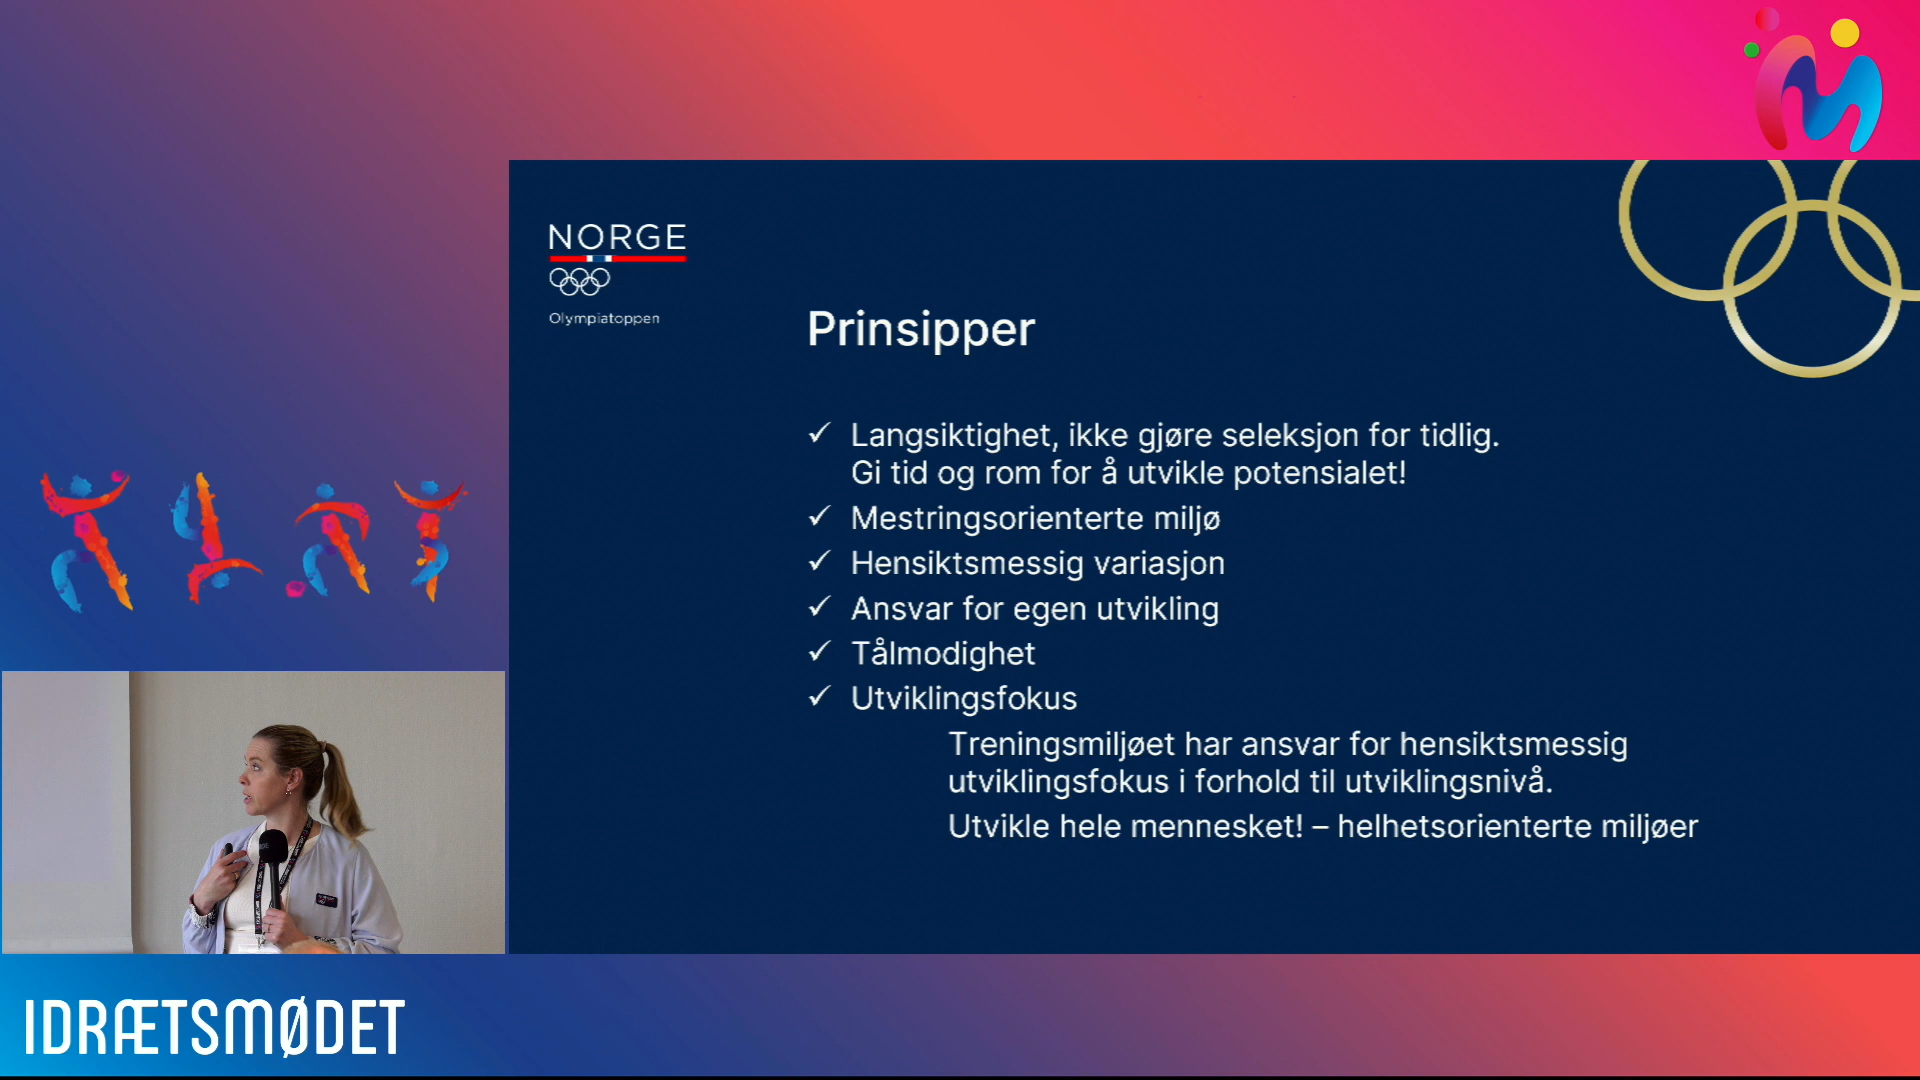 NORGE
Olympiatoppen
Prinsipper
✓ Langsiktighet, ikke gjøre seleksjon for tidlig.
Gi tid og rom for å utvikle potensialet!
✓ Mestringsorienterte miljø
✓ Hensiktsmessig variasjon
✓ Ansvar for egen utvikling
✓ Tålmodighet
✓ Utviklingsfokus
Treningsmiljøet har ansvar for hensiktsmessig
utviklingsfokus i forhold til utviklingsnivå.
Utvikle hele mennesket! – helhetsorienterte miljøer
IDRÆTSMØDET